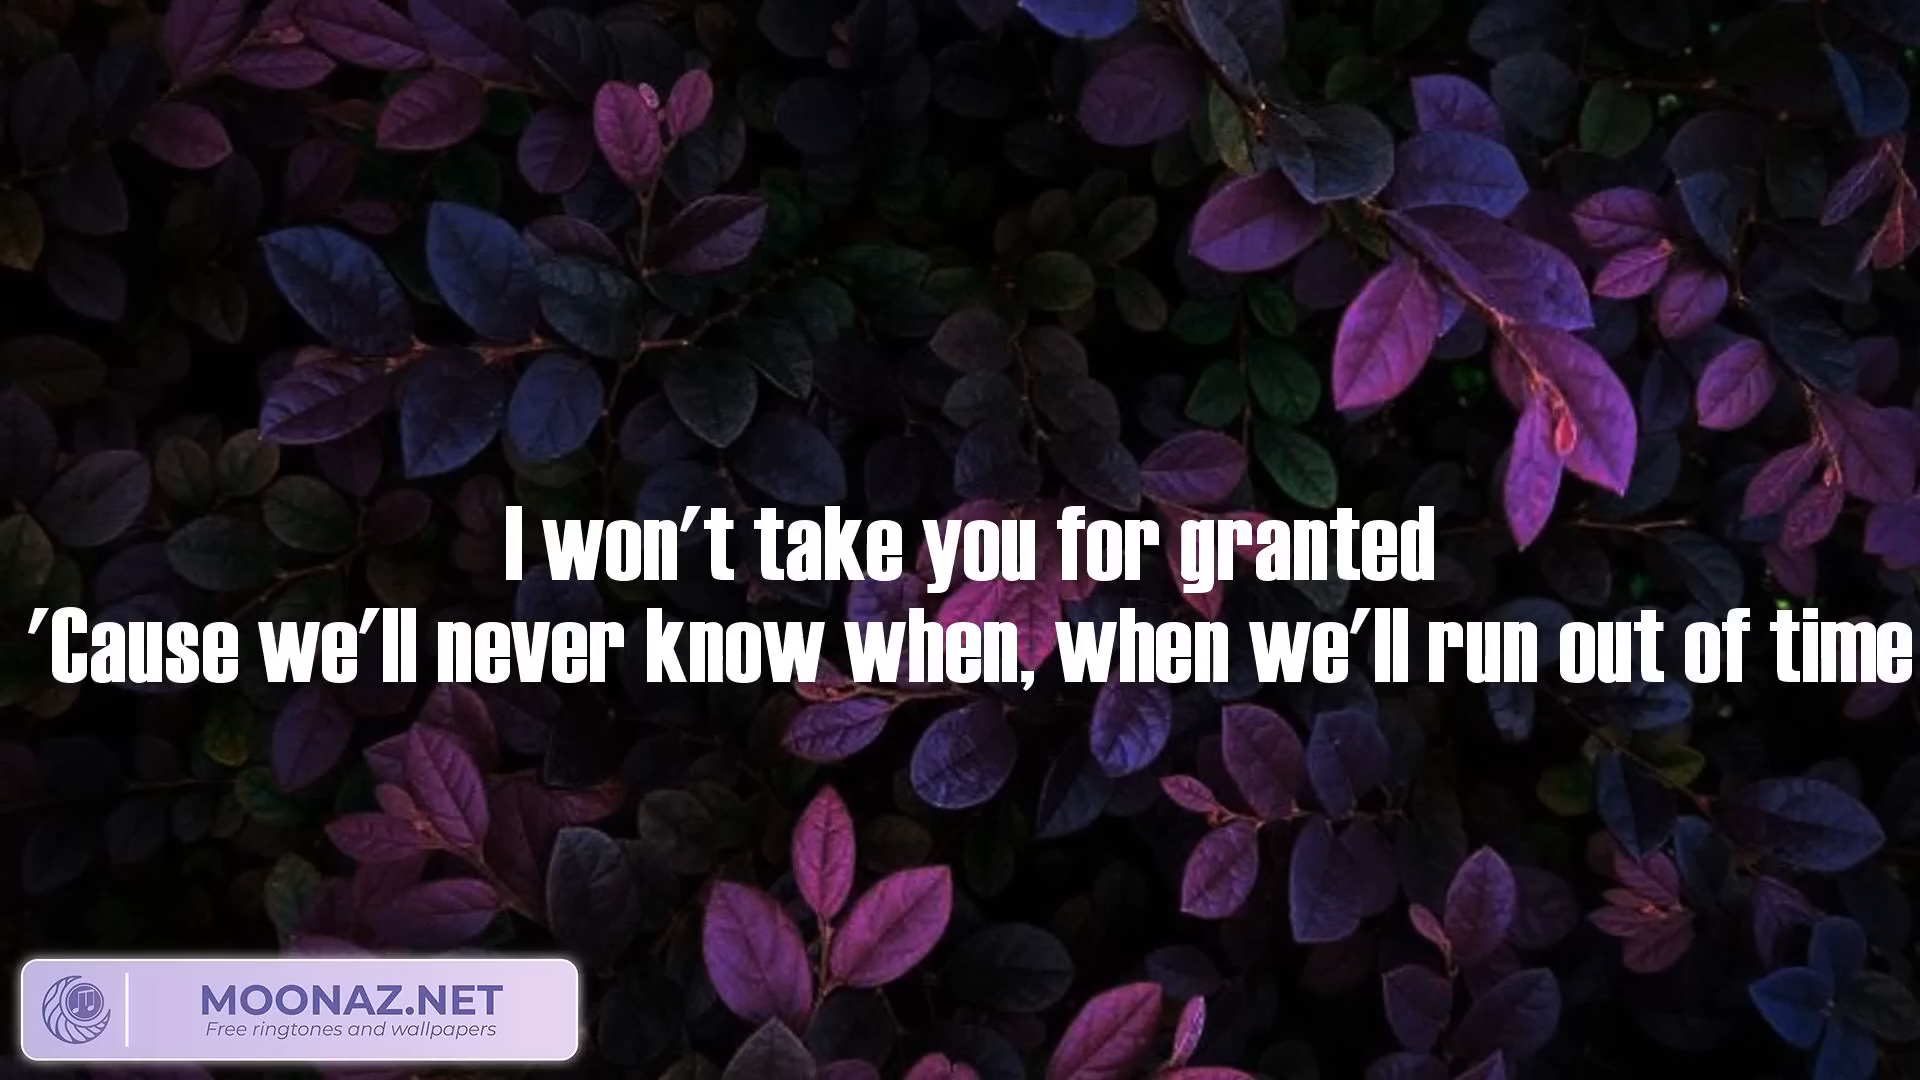 I won't take you for granted
'Cause we'll never know when, when we'll run out of time
MOONAZ.NET
Free ringtones and wallpapers